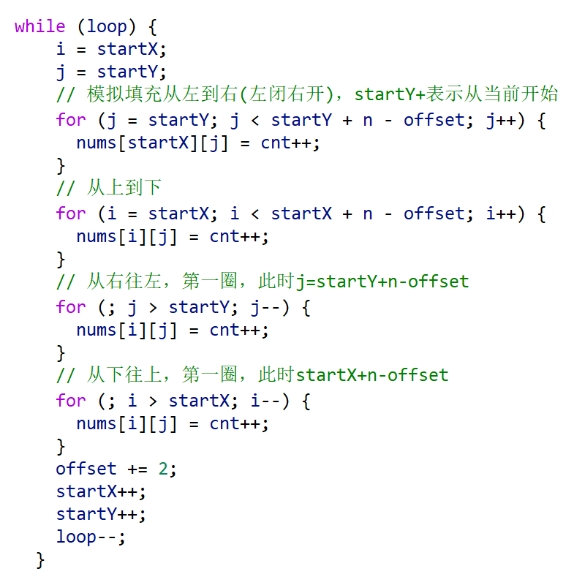 while (loop) {
    i = startX;
    j = startY;
    // 模拟填充从左到右(左闭右开)，startY+表示从当前开始
    for (j = startY; j < startY + n - offset; j++) {
      nums[startX][j] = cnt++;
    }
    // 从上到下
    for (i = startX; i < startX + n - offset; i++) {
      nums[i][j] = cnt++;
    }
    // 从右往左，第一圈，此时j=startY+n-offset
    for (; j > startY; j--) {
      nums[i][j] = cnt++;
    }
    // 从下往上，第一圈，此时startX+n-offset
    for (; i > startX; i--) {
      nums[i][j] = cnt++;
    }
    offset += 2;
    startX++;
    startY++;
    loop--;
  }